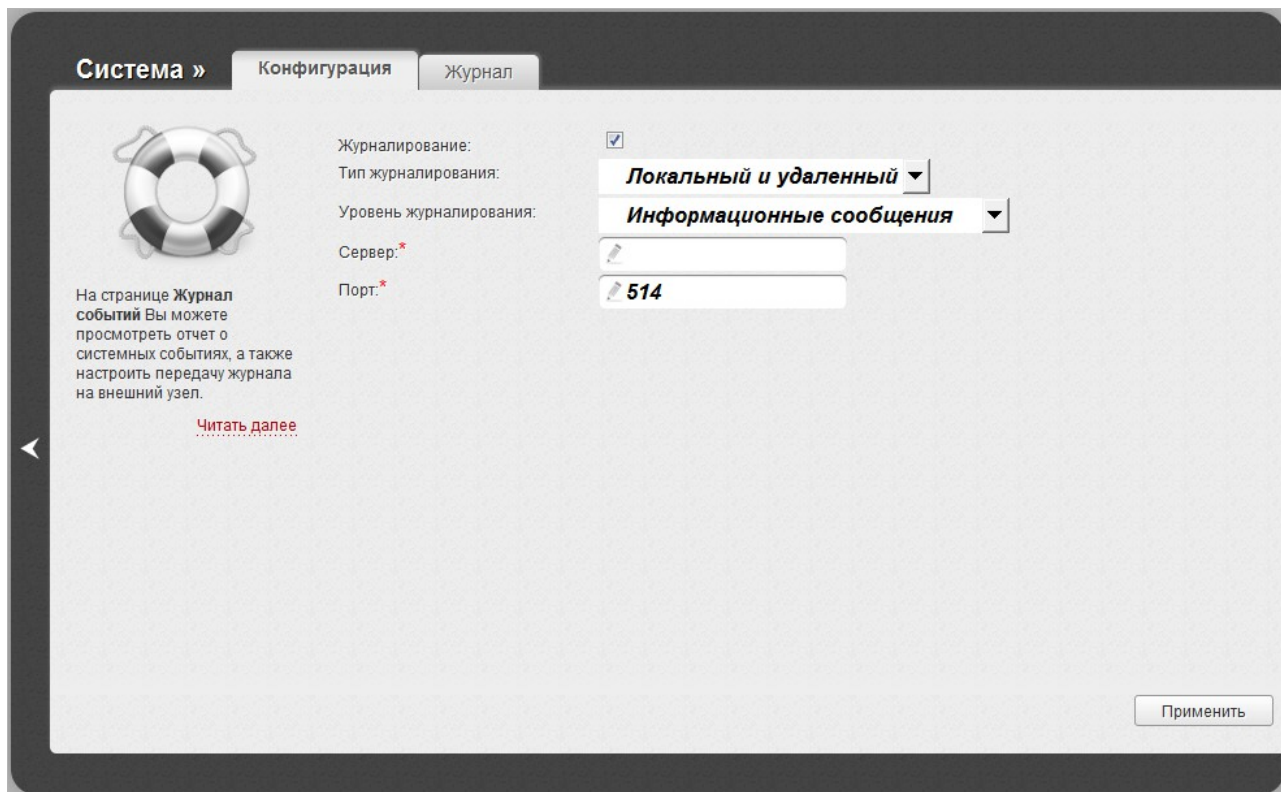 Система »
Конфигурация
Журнал
Журналирование:
Тип журналирования:
Локальный и удаленный
Уровень журналирования:
Информационные сообщения
Сервер:*
Порт:*
514
На странице Журнал
событий Вы можете
просмотреть отчет о
системных событиях, а также
настроить передачу журнала
на внешний узел.
Читать далее
Применить